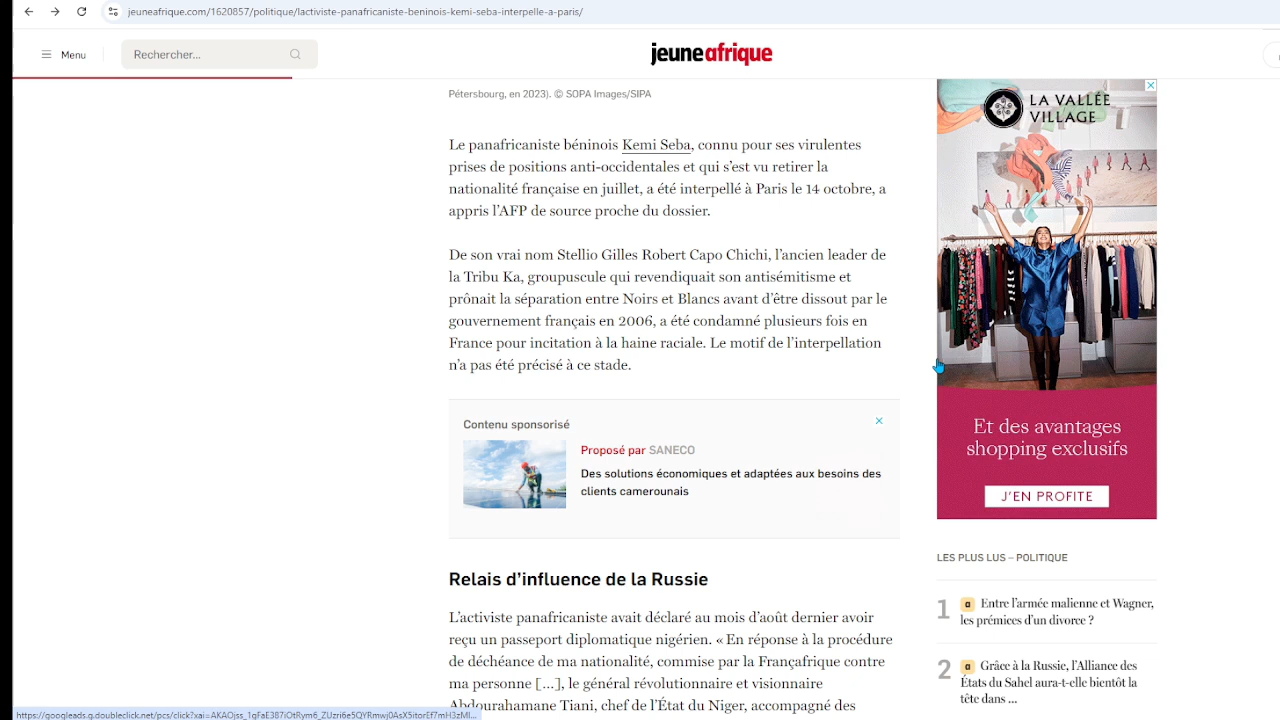 jeuneafrique.com/1620857/politique/lactiviste-panafricaniste-beninois-kemi-seba-interpelle-a-paris/
Menu
Rechercher...
jeuneafrique
Pétersbourg, en 2023). © SOPA Images/SIPA
Le panafricaniste béninois Kemi Seba, connu pour ses virulentes
prises de positions anti-occidentales et qui s’est vu retirer la
nationalité française en juillet, a été interpellé à Paris le 14 octobre, a
appris l’AFP de source proche du dossier.
De son vrai nom Stellio Gilles Robert Capo Chichi, l’ancien leader de
la Tribu Ka, groupuscule qui revendiquait son antisémitisme et
prônait la séparation entre Noirs et Blancs avant d’être dissout par le
gouvernement français en 2006, a été condamné plusieurs fois en
France pour incitation à la haine raciale. Le motif de l’interpellation
n’a pas été précisé à ce stade.
Contenu sponsorisé
Proposé par SANECO
Des solutions économiques et adaptées aux besoins des
clients camerounais
Relais d’influence de la Russie
L’activiste panafricaniste avait déclaré au mois d’août dernier avoir
reçu un passeport diplomatique nigérien. « En réponse à la procédure
de déchéance de ma nationalité, commise par la Françafrique contre
ma personne […], le général révolutionnaire et visionnaire
Abdourahamane Tiani, chef de l’État du Niger, accompagné des
LA VALLÉE
VILLAGE
Et des avantages
shopping exclusifs
J’EN PROFITE
LES PLUS LUS – POLITIQUE
1 a Entre l’armée malienne et Wagner,
les prémices d’un divorce ?
2 a Grâce à la Russie, l’Alliance des
États du Sahel aura-t-elle bientôt la
tête dans ...